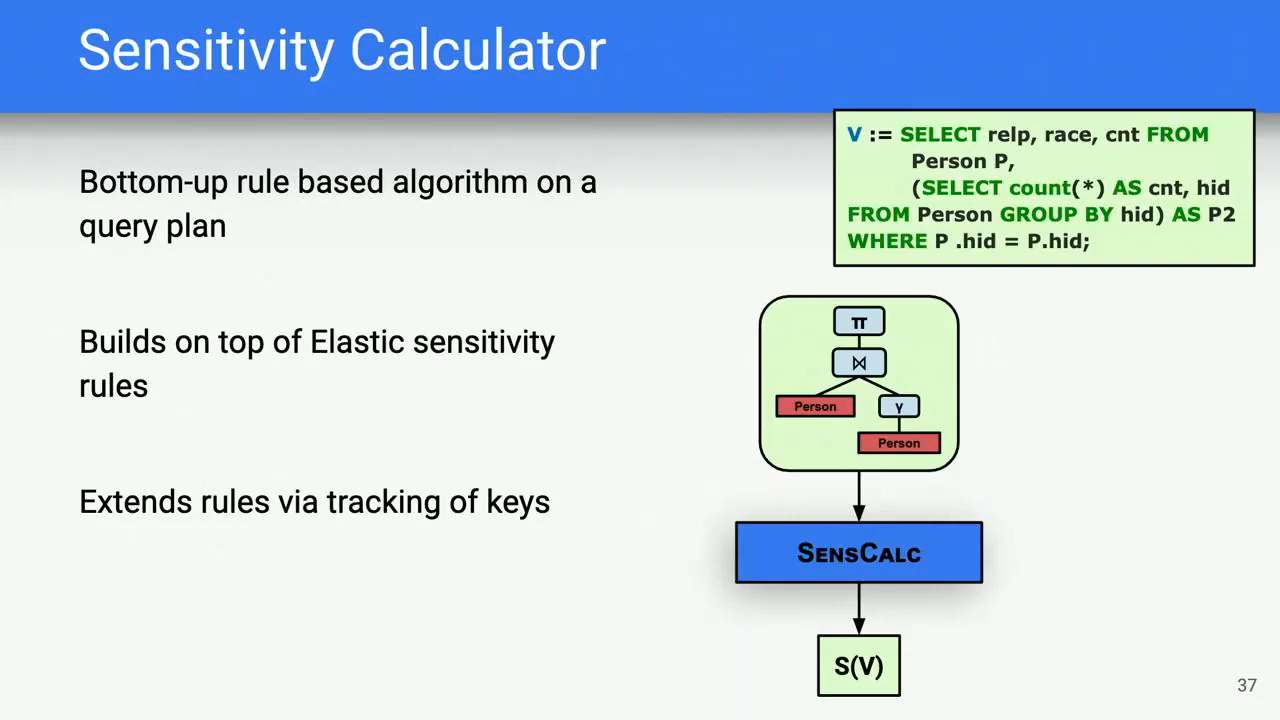 Sensitivity Calculator
V := SELECT relp, race, cnt FROM
Person P,
(SELECT count(*) AS cnt, hid
FROM Person GROUP BY hid) AS P2
WHERE P .hid = P.hid;
Bottom-up rule based algorithm on a
query plan
Builds on top of Elastic sensitivity
rules
Extends rules via tracking of keys
π
⋈
Person
γ
Person
SENSCALC
S(V)
37